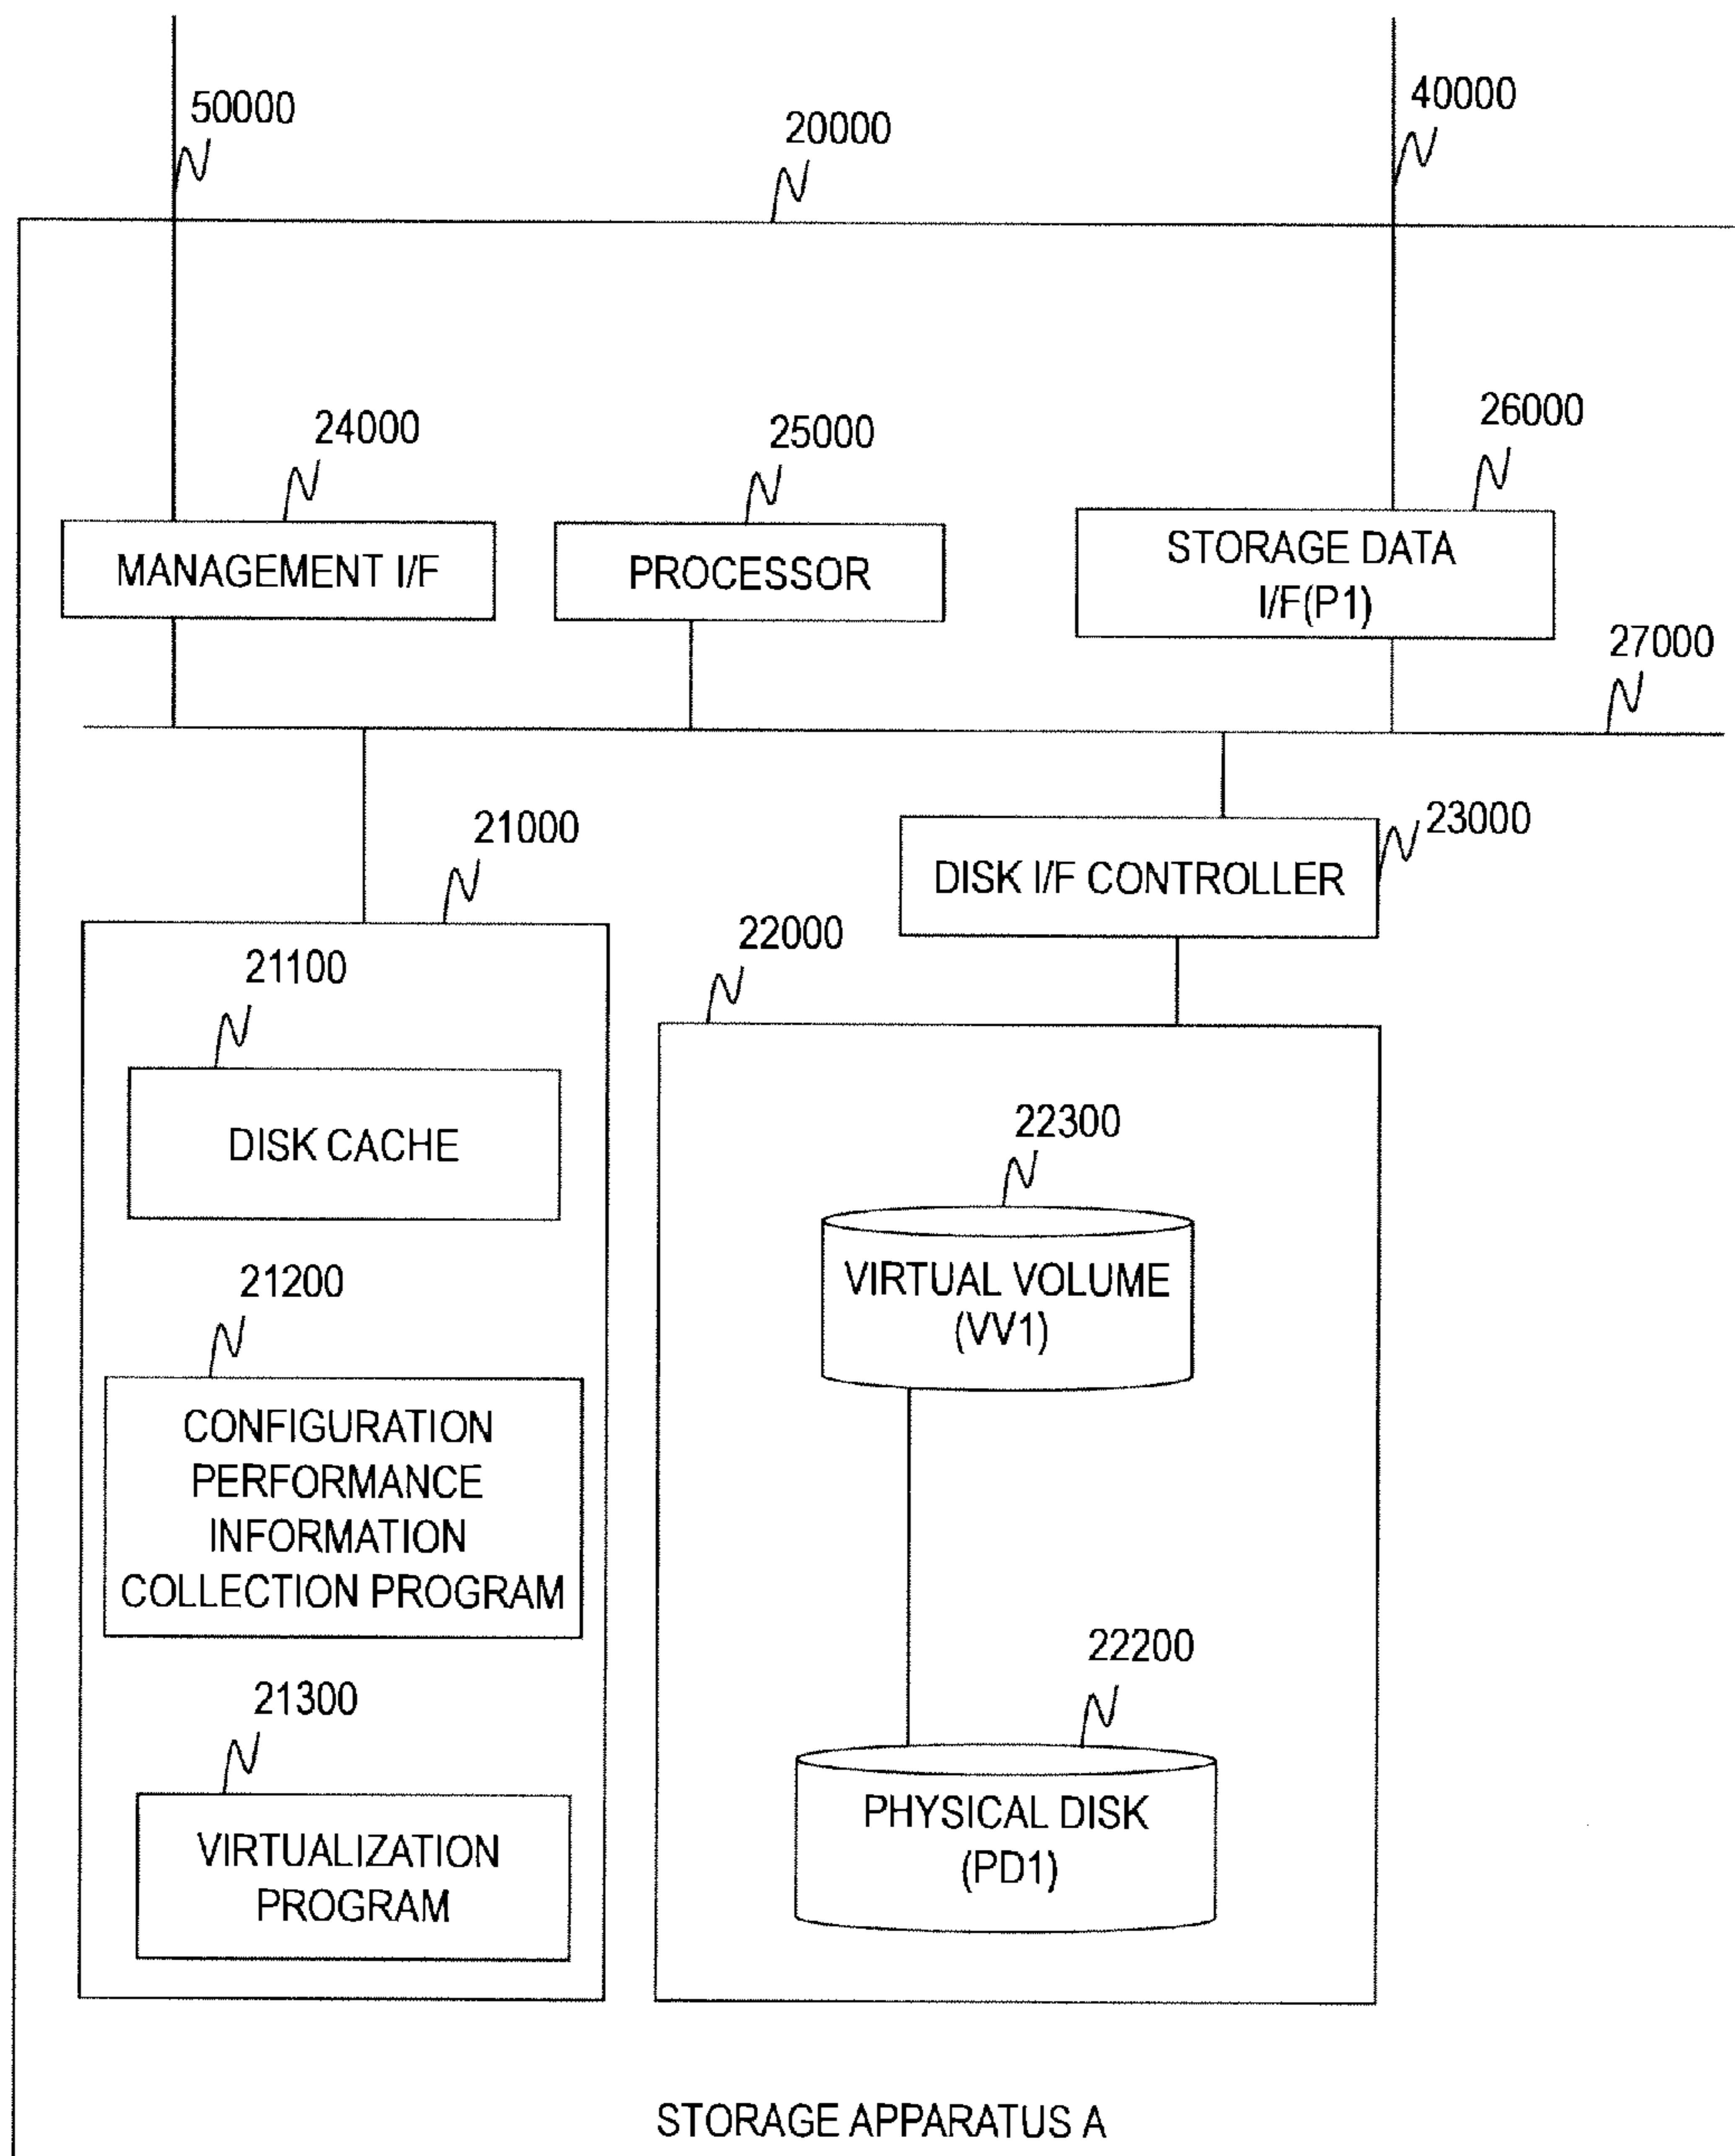 50000
20000
40000
24000
25000
26000
MANAGEMENT I/F
PROCESSOR
STORAGE DATA
I/F(P1)
27000
21000
23000
DISK I/F CONTROLLER
22000
21100
DISK CACHE
22300
VIRTUAL VOLUME
(VV1)
21200
CONFIGURATION
PERFORMANCE
INFORMATION
COLLECTION PROGRAM
22200
PHYSICAL DISK
(PD1)
21300
VIRTUALIZATION
PROGRAM
STORAGE APPARATUS A